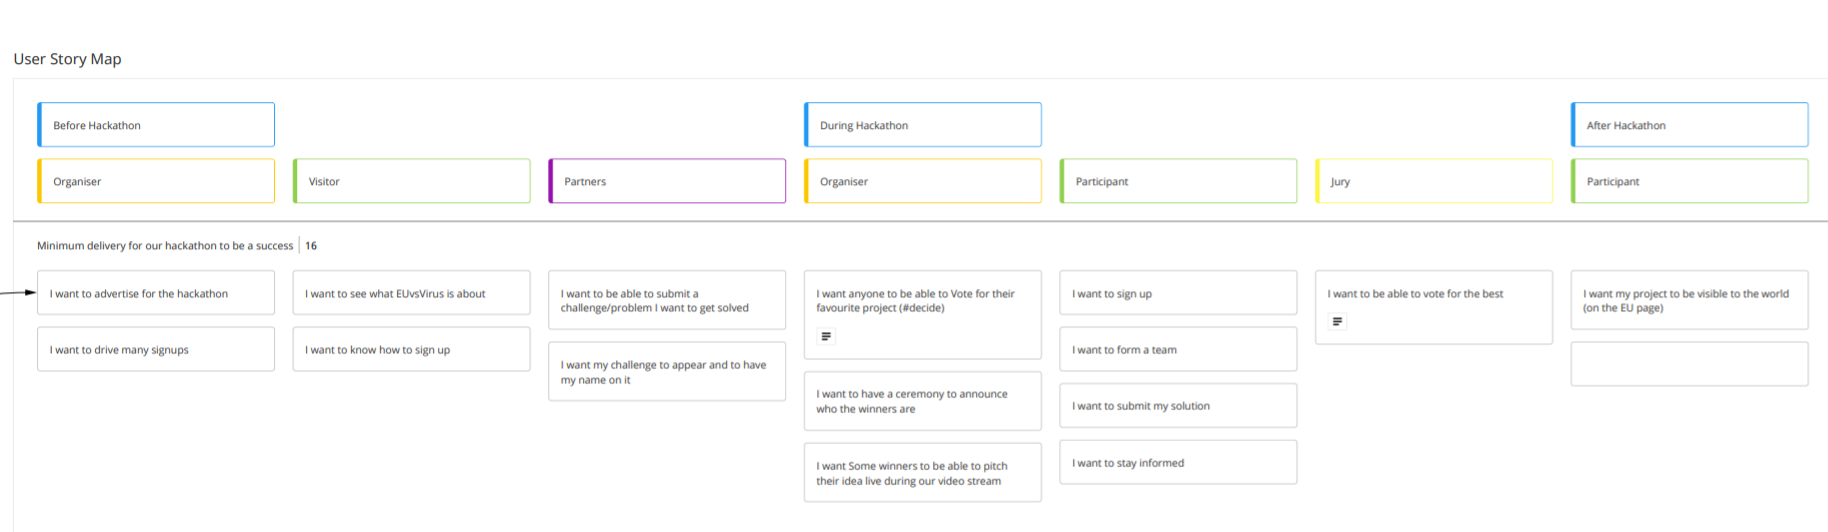 User Story Map
Before Hackathon
During Hackathon
After Hackathon
Organiser
Visitor
Partners
Organiser
Participant
Jury
Participant
Minimum delivery for our hackathon to be a success 16
I want to advertise for the hackathon
I want to drive many signups
I want to see what EUvsVirus is about
I want to know how to sign up
I want to be able to submit a
challenge/problem I want to get solved
I want my challenge to appear and to have
my name on it
I want anyone to be able to Vote for their
favourite project (#decide)
I want to have a ceremony to announce
who the winners are
I want Some winners to be able to pitch
their idea live during our video stream
I want to sign up
I want to form a team
I want to submit my solution
I want to stay informed
I want to be able to vote for the best
I want my project to be visible to the world
(on the EU page)